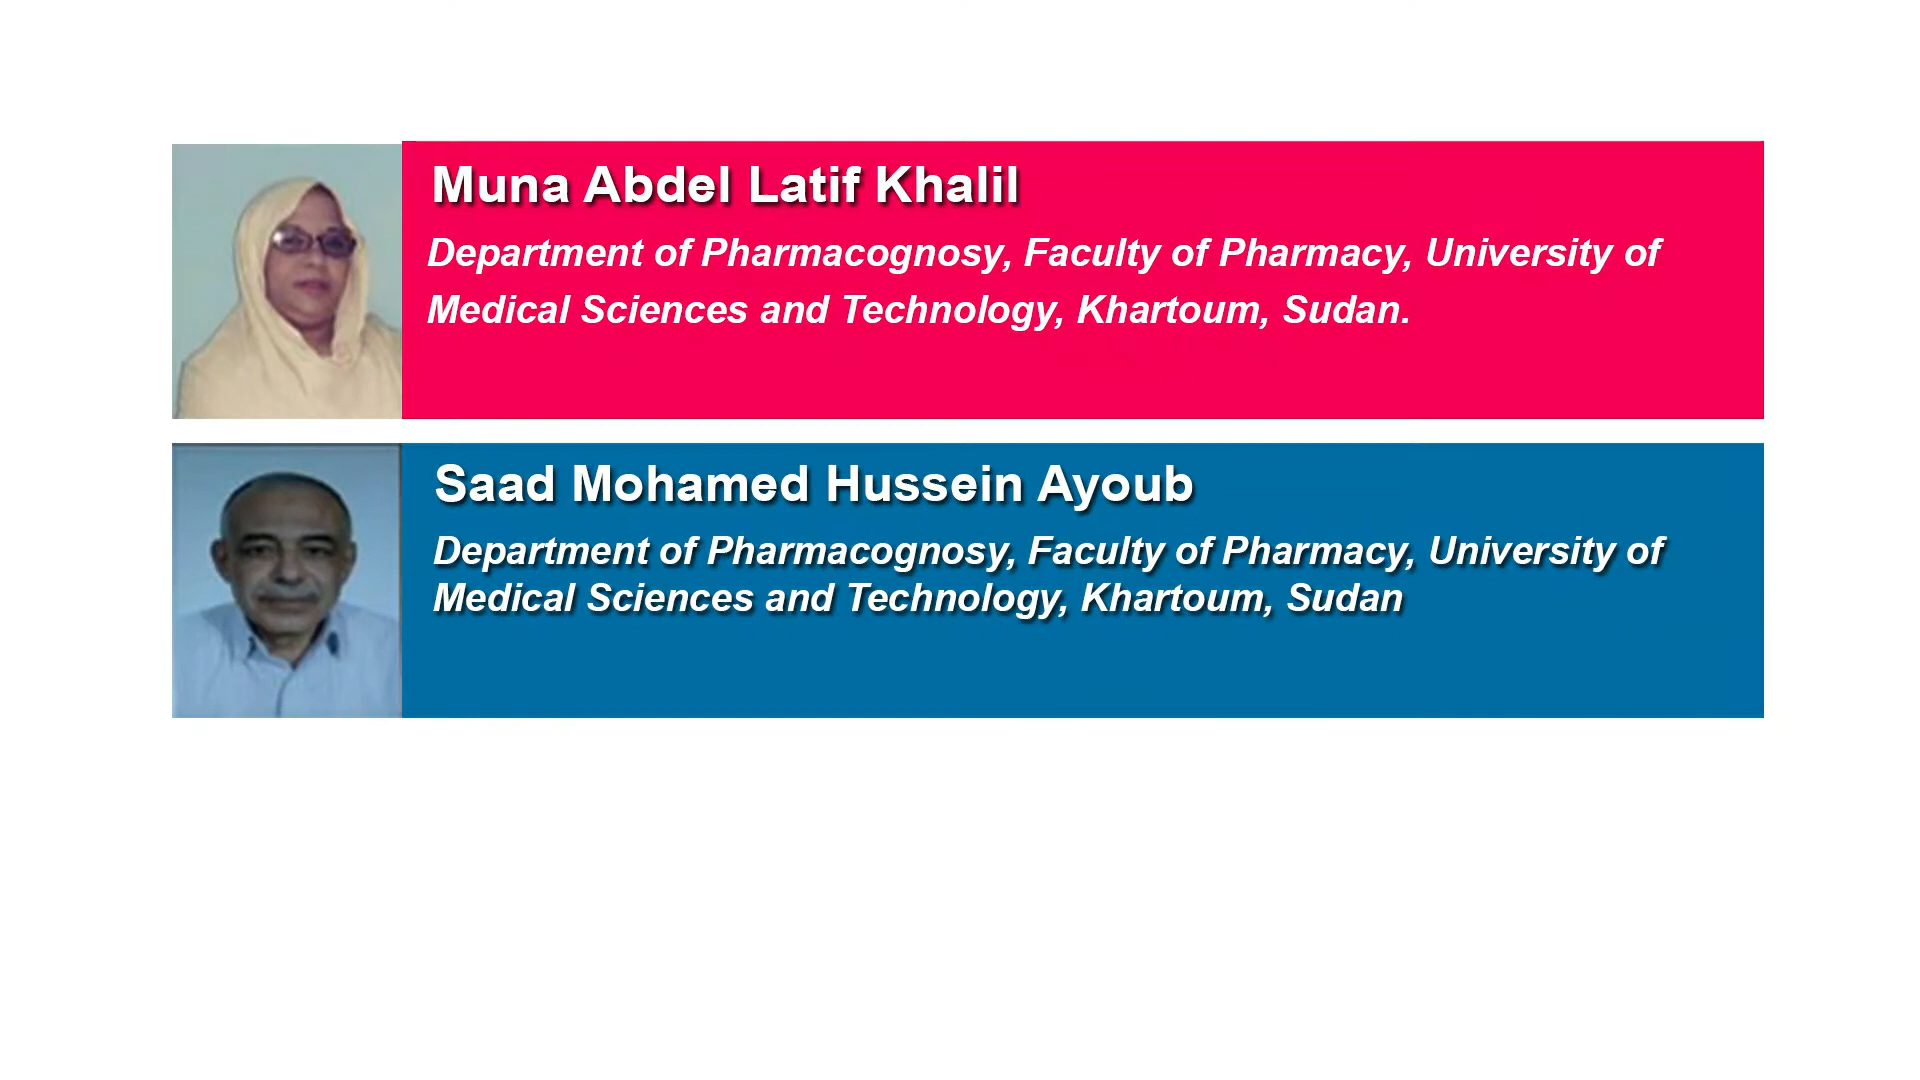 Muna Abdel Latif Khalil
Department of Pharmacognosy, Faculty of Pharmacy, University of
Medical Sciences and Technology, Khartoum, Sudan.
Saad Mohamed Hussein Ayoub
Department of Pharmacognosy, Faculty of Pharmacy, University of
Medical Sciences and Technology, Khartoum, Sudan